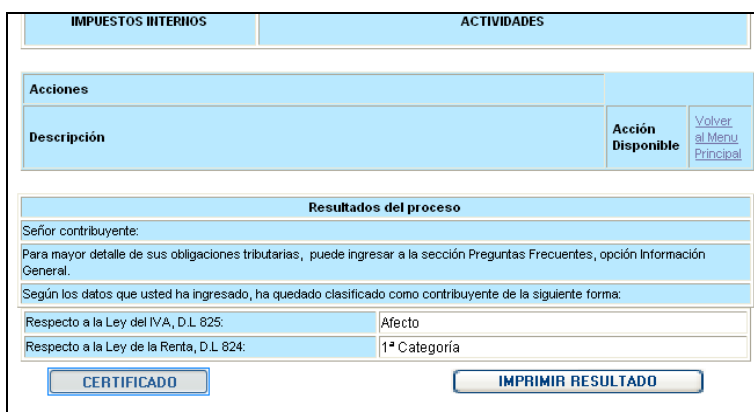 IMPUESTOS INTERNOS ACTIVIDADES
Acciones
Descripción
Acción
Disponible
Volver
al Menu
Principal
Resultados del proceso
Señor contribuyente:
Para mayor detalle de sus obligaciones tributarias, puede ingresar a la sección Preguntas Frecuentes, opción Información
General.
Según los datos que usted ha ingresado, ha quedado clasificado como contribuyente de la siguiente forma:
Respecto a la Ley del IVA, D.L 825: Afecto
Respecto a la Ley de la Renta, D.L 824: 1ª Categoría
CERTIFICADO IMPRIMIR RESULTADO